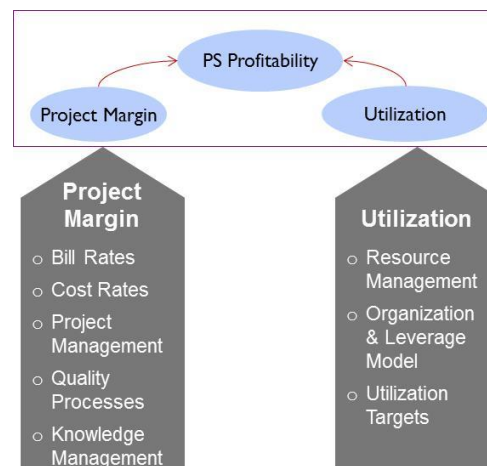 PS Profitability
Project Margin
Utilization
Project
Margin
o Bill Rates
o Cost Rates
o Project
Management
o Quality
Processes
o Knowledge
Management
Utilization
o Resource
Management
o Organization
& Leverage
Model
o Utilization
Targets